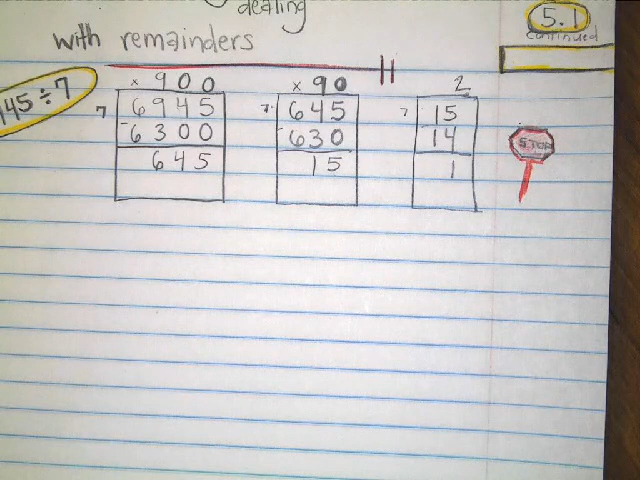 dealing
with remainders
5.1
continued
145 ÷ 7
× 900
7 6945
-6300
645
× 90
7 645
-630
15
2
7 15
14
1
STOP